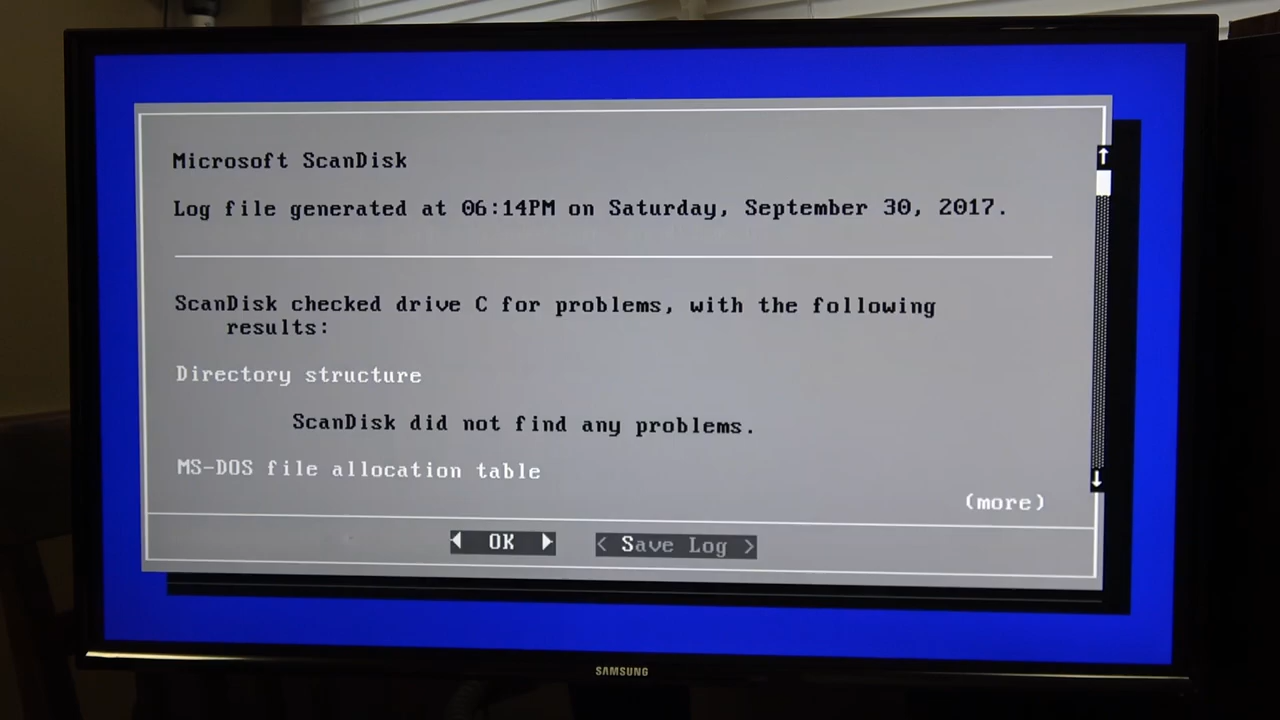 Microsoft ScanDisk
Log file generated at 06:14PM on Saturday, September 30, 2017.
ScanDisk checked drive C for problems, with the following
results:
Directory structure
ScanDisk did not find any problems.
MS-DOS file allocation table
(more)
OK
< Save Log >
SAMSUNG